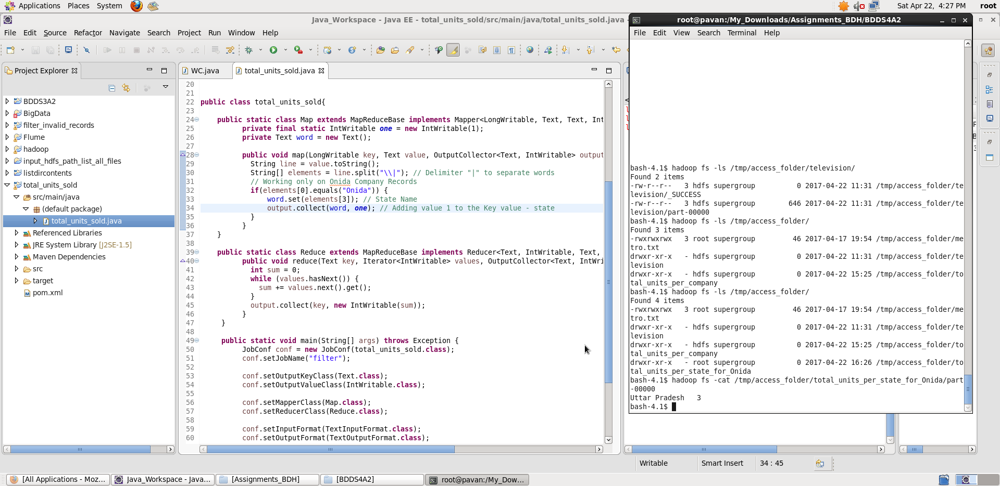 Applications Places System Sat Apr 22, 4:27 PM root
Java_Workspace - Java EE - total_units_sold/src/main/java/total_units_sold.java -
File Edit Source Refactor Navigate Search Project Run Window Help
Project Explorer
BDDS3A2
BigData
filter_invalid_records
Flume
hadoop
input_hdfs_path_list_all_files
listdircontents
total_units_sold
src/main/java
(default package)
total_units_sold.java
Referenced Libraries
JRE System Library [J2SE-1.5]
Maven Dependencies
src
target
pom.xml
WC.java total_units_sold.java
20
21
22 public class total_units_sold{
23
24 public static class Map extends MapReduceBase implements Mapper<LongWritable, Text, Text, Int
25 private final static IntWritable one = new IntWritable(1);
26 private Text word = new Text();
27
28 public void map(LongWritable key, Text value, OutputCollector<Text, IntWritable> output
29 String line = value.toString();
30 String[] elements = line.split("\\|"); // Delimiter "|" to separate words
31 // Working only on Onida Company Records
32 if(elements[0].equals("Onida")) {
33 word.set(elements[3]); // State Name
34 output.collect(word, one); // Adding value 1 to the Key value - state
35 }
36 }
37 }
38
39 public static class Reduce extends MapReduceBase implements Reducer<Text, IntWritable, Text,
40 public void reduce(Text key, Iterator<IntWritable> values, OutputCollector<Text, IntWri
41 int sum = 0;
42 while (values.hasNext()) {
43 sum += values.next().get();
44 }
45 output.collect(key, new IntWritable(sum));
46 }
47 }
48
49 public static void main(String[] args) throws Exception {
50 JobConf conf = new JobConf(total_units_sold.class);
51 conf.setJobName("filter");
52
53 conf.setOutputKeyClass(Text.class);
54 conf.setOutputValueClass(IntWritable.class);
55
56 conf.setMapperClass(Map.class);
57 conf.setReducerClass(Reduce.class);
58
59 conf.setInputFormat(TextInputFormat.class);
60 conf.setOutputFormat(TextOutputFormat.class);
root@pavan:/My_Downloads/Assignments_BDH/BDDS4A2
File Edit View Search Terminal Help
bash-4.1$ hadoop fs -ls /tmp/access_folder/television/
Found 2 items
-rw-r--r-- 3 hdfs supergroup 0 2017-04-22 11:31 /tmp/access_folder/te
levision/_SUCCESS
-rw-r--r-- 3 hdfs supergroup 646 2017-04-22 11:31 /tmp/access_folder/te
levision/part-00000
bash-4.1$ hadoop fs -ls /tmp/access_folder/
Found 3 items
-rwxrwxrwx 3 root supergroup 46 2017-04-17 19:54 /tmp/access_folder/me
tro.txt
drwxr-xr-x - hdfs supergroup 0 2017-04-22 11:31 /tmp/access_folder/te
levision
drwxr-xr-x - hdfs supergroup 0 2017-04-22 15:25 /tmp/access_folder/to
tal_units_per_company
bash-4.1$ hadoop fs -ls /tmp/access_folder/
Found 4 items
-rwxrwxrwx 3 root supergroup 46 2017-04-17 19:54 /tmp/access_folder/me
tro.txt
drwxr-xr-x - hdfs supergroup 0 2017-04-22 11:31 /tmp/access_folder/te
levision
drwxr-xr-x - hdfs supergroup 0 2017-04-22 15:25 /tmp/access_folder/to
tal_units_per_company
drwxr-xr-x - root supergroup 0 2017-04-22 16:26 /tmp/access_folder/to
tal_units_per_state_for_Onida
bash-4.1$ hadoop fs -cat /tmp/access_folder/total_units_per_state_for_Onida/part
-00000
Uttar Pradesh 3
bash-4.1$
Writable Smart Insert 34 : 45
[All Applications - Moz... Java_Workspace - Java... [Assignments_BDH] [BDDS4A2] root@pavan:/My_Dow...